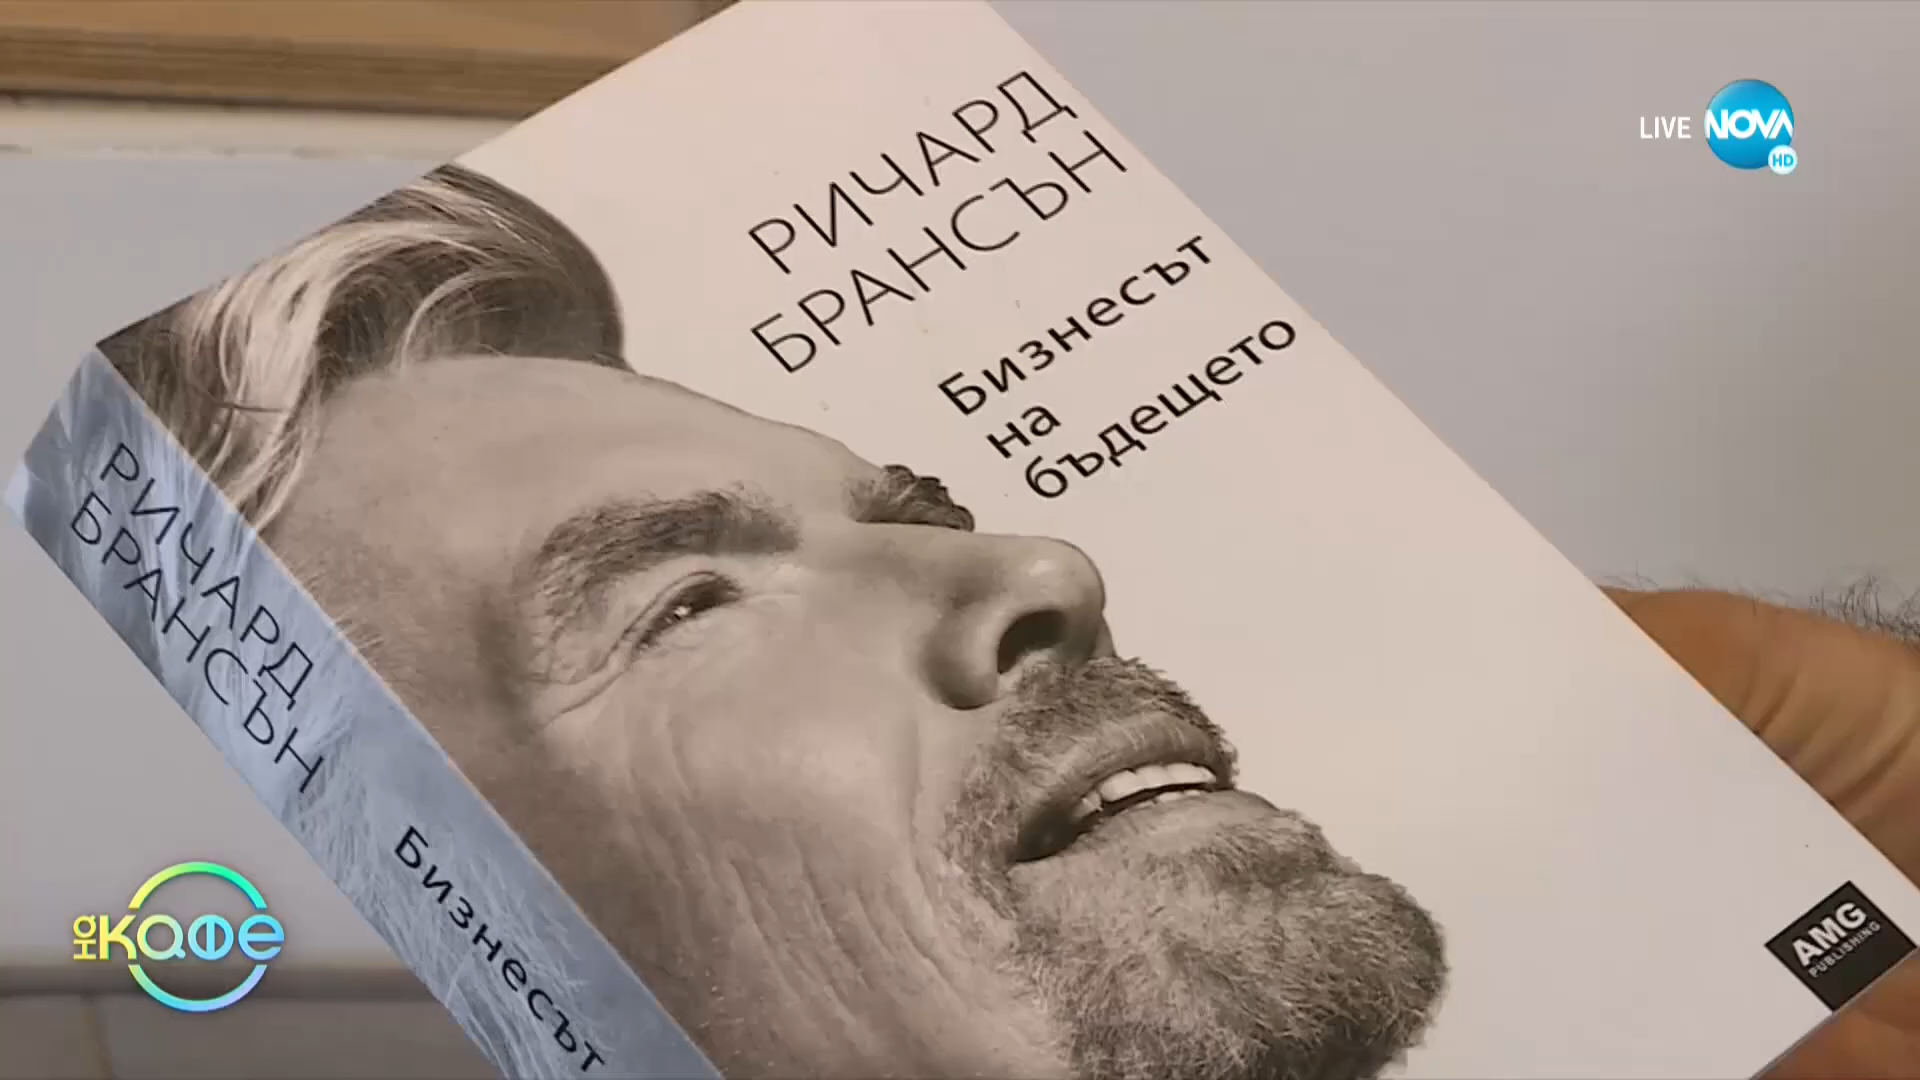 РИЧАРД
БРАНСЪН
Бизнесът
на
бъдещето
РИЧАРД
БРАНСЪН
Бизнесът
AMG
PUBLISHING
LIVE NOVA
HD
на кафе